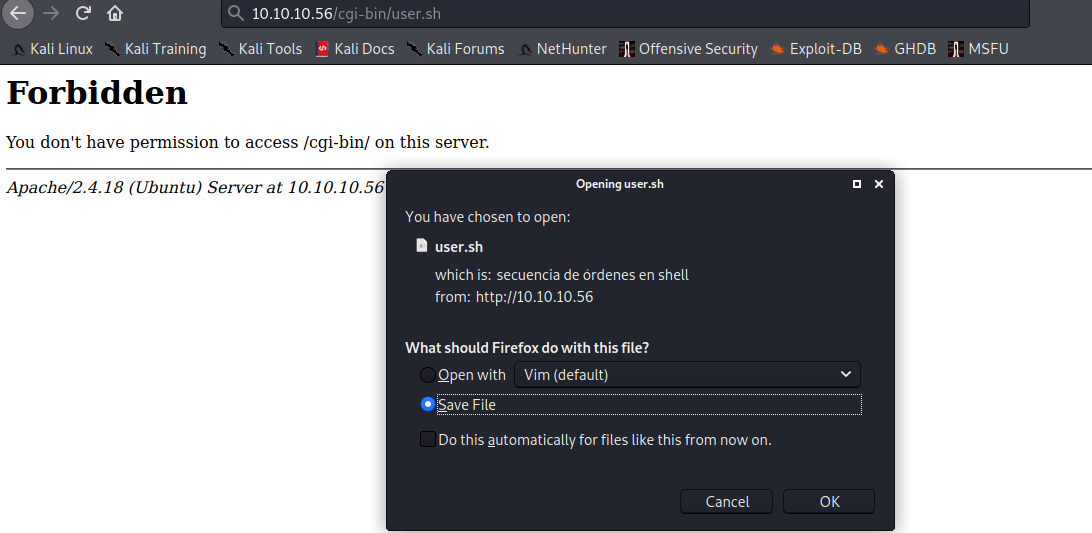 10.10.10.56/cgi-bin/user.sh
Kali Linux Kali Training Kali Tools Kali Docs Kali Forums NetHunter Offensive Security Exploit-DB GHDB MSFU
Forbidden
You don't have permission to access /cgi-bin/ on this server.
Apache/2.4.18 (Ubuntu) Server at 10.10.10.56
Opening user.sh
You have chosen to open:
user.sh
which is: secuencia de órdenes en shell
from: http://10.10.10.56
What should Firefox do with this file?
Open with Vim (default)
Save File
Do this automatically for files like this from now on.
Cancel OK